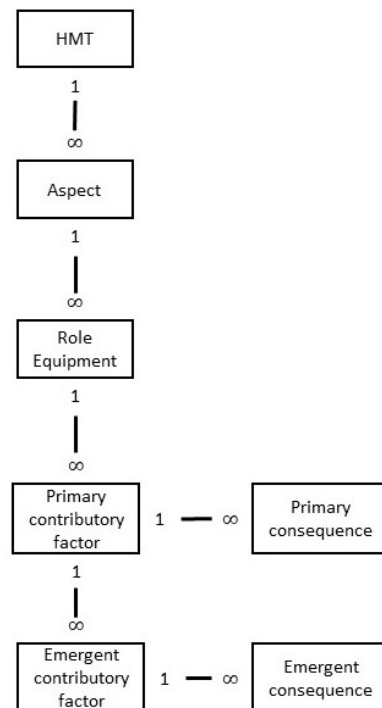 HMT
1
∞
Aspect
1
∞
Role
Equipment
1
∞
Primary
contributory
factor
1 ∞
Primary
consequence
1
∞
Emergent
contributory
factor
1 ∞
Emergent
consequence